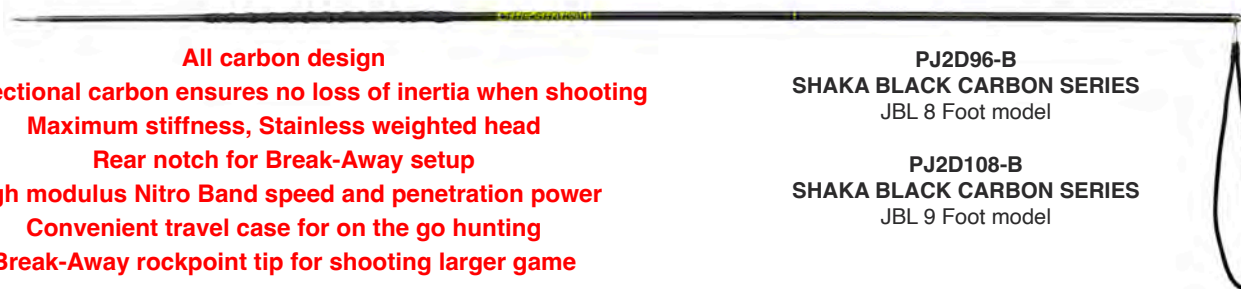 All carbon design
ectional carbon ensures no loss of inertia when shooting
Maximum stiffness, Stainless weighted head
Rear notch for Break-Away setup
gh modulus Nitro Band speed and penetration power
Convenient travel case for on the go hunting
Break-Away rockpoint tip for shooting larger game
PJ2D96-B
SHAKA BLACK CARBON SERIES
JBL 8 Foot model
PJ2D108-B
SHAKA BLACK CARBON SERIES
JBL 9 Foot model